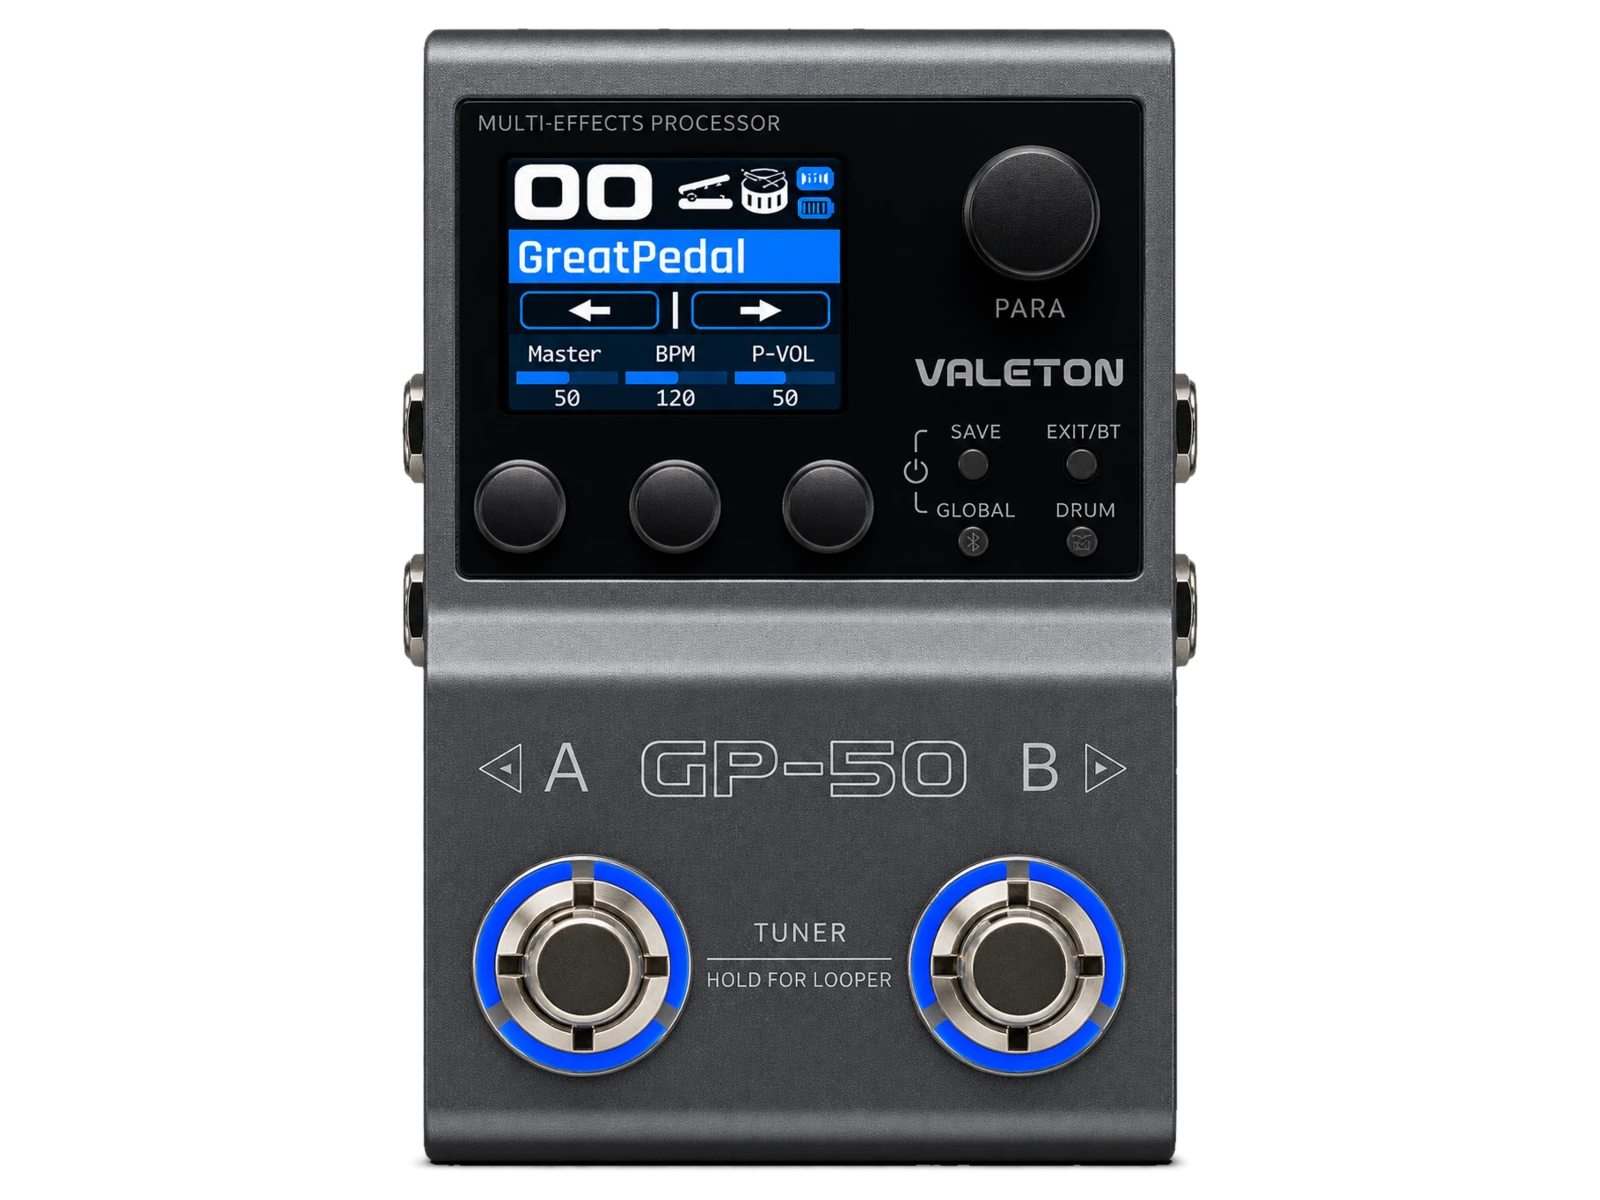 MULTI-EFFECTS PROCESSOR
00
GreatPedal
Master BPM P-VOL
50 120 50
PARA
VALETON
SAVE EXIT/BT
GLOBAL DRUM
A GP-50 B
TUNER
HOLD FOR LOOPER